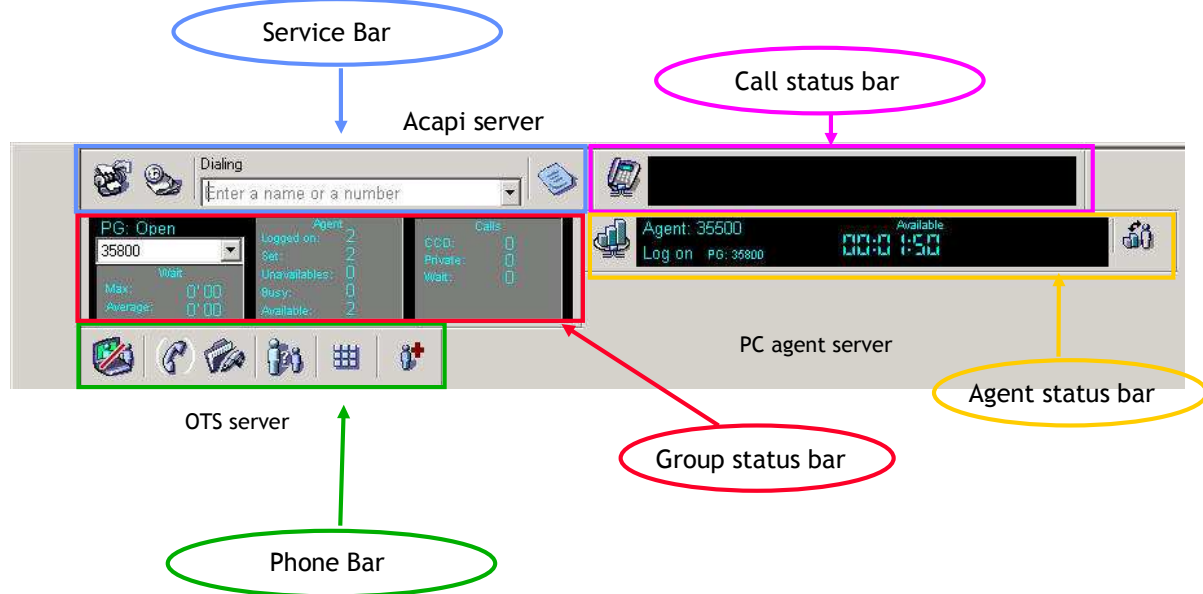 Service Bar
Call status bar
Acapi server
Dialing
Enter a name or a number
PG: Open
35800
Wait
Max: 0'00
Average: 0'00
Agent
Logged on: 2
Set: 2
Unavailables: 0
Busy: 0
Available: 2
Calls
CCD: 0
Private: 0
Wait: 0
Agent: 35500
Available
Log on PG: 35800
00:01:50
PC agent server
Agent status bar
OTS server
Group status bar
Phone Bar